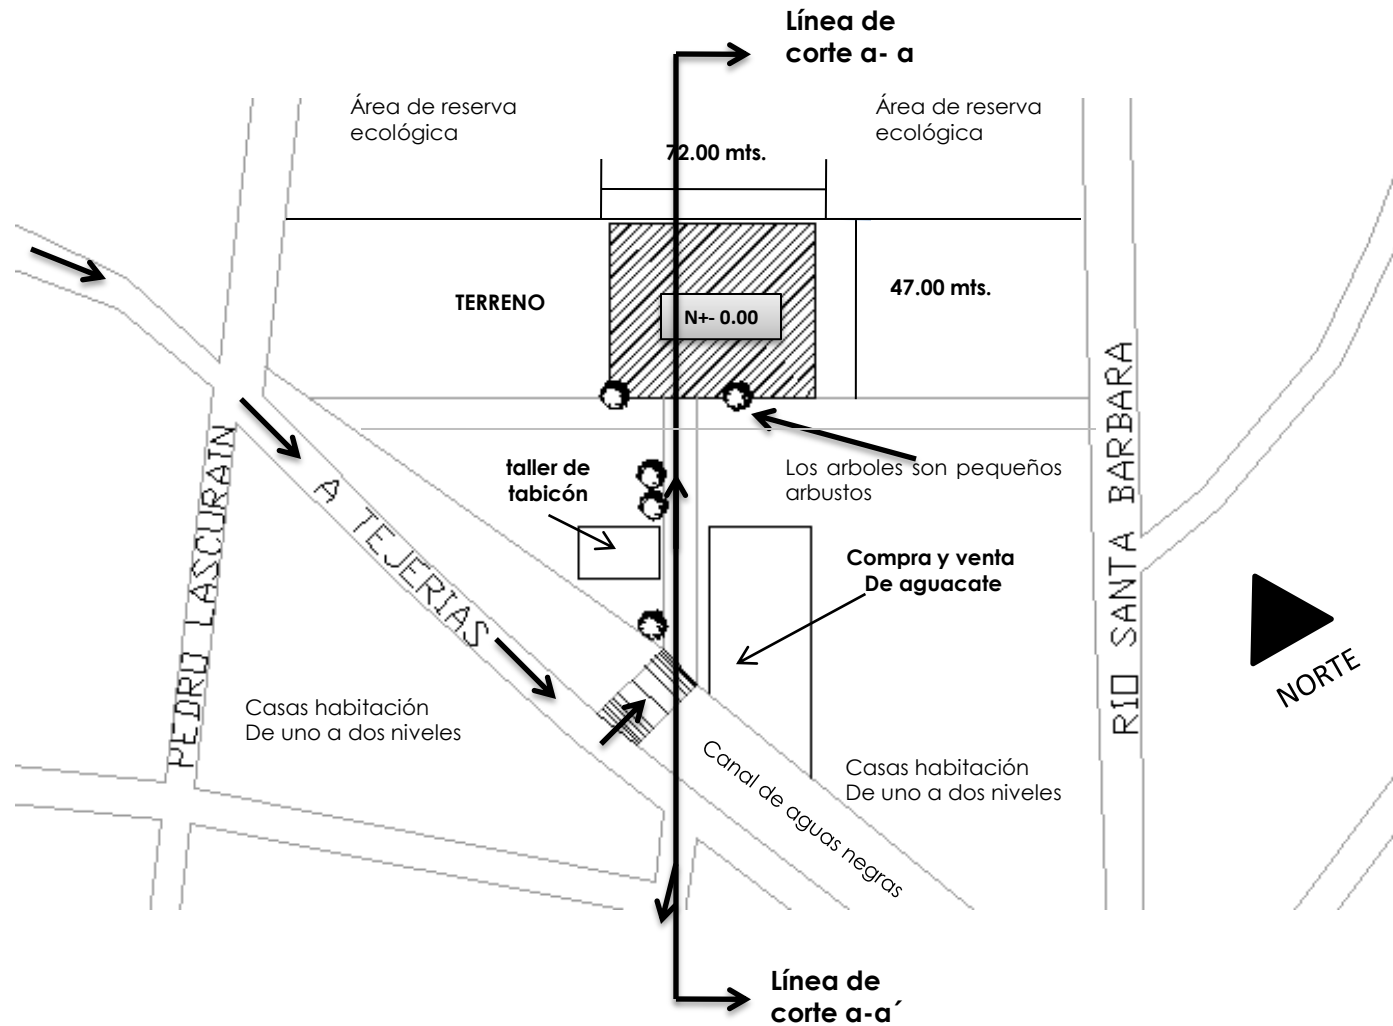 Línea de
corte a- a
Área de reserva
ecológica
Área de reserva
ecológica
72.00 mts.
47.00 mts.
TERRENO
N+- 0.00
taller de
tabicón
Los arboles son pequeños
arbustos
Compra y venta
De aguacate
PEDRO LASCURAIN
A TEJERIAS
RIO SANTA BARBARA
NORTE
Casas habitación
De uno a dos niveles
Canal de aguas negras
Casas habitación
De uno a dos niveles
Línea de
corte a-a´